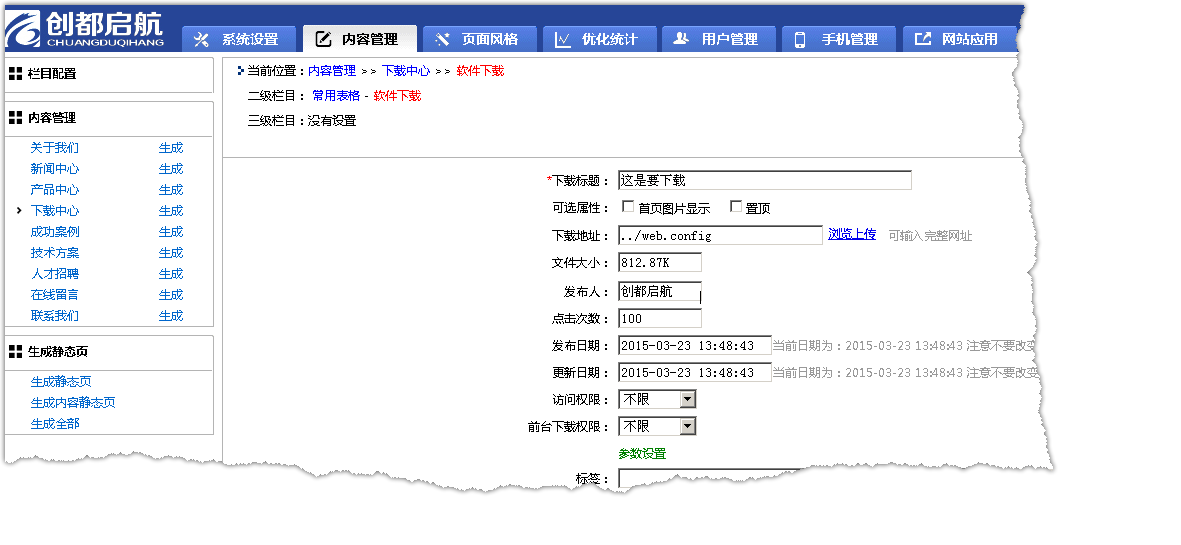 创都启航
CHUANGDUQIHANG
系统设置 内容管理 页面风格 优化统计 用户管理 手机管理 网站应用
栏目配置
内容管理
关于我们 生成
新闻中心 生成
产品中心 生成
下载中心 生成
成功案例 生成
技术方案 生成
人才招聘 生成
在线留言 生成
联系我们 生成
生成静态页
生成静态页
生成内容静态页
生成全部
当前位置：内容管理 >> 下载中心 >> 软件下载
二级栏目： 常用表格 - 软件下载
三级栏目：没有设置
*下载标题： 这是要下载
可选属性： 首页图片显示 置顶
下载地址： ../web.config 浏览上传 可输入完整网址
文件大小： 812.87K
发布人： 创都启航
点击次数： 100
发布日期： 2015-03-23 13:48:43 当前日期为：2015-03-23 13:48:43 注意不要改变
更新日期： 2015-03-23 13:48:43 当前日期为：2015-03-23 13:48:43 注意不要改变
访问权限： 不限
前台下载权限： 不限
参数设置
标签：